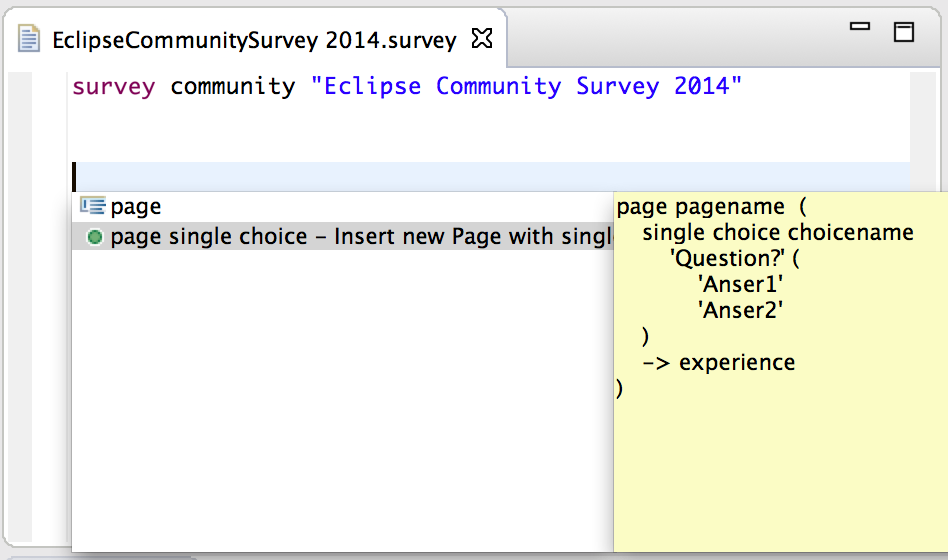 EclipseCommunitySurvey 2014.survey
survey community "Eclipse Community Survey 2014"
page
page single choice – Insert new Page with singl
page pagename (
single choice choicename
'Question?' (
'Anser1'
'Anser2'
)
-> experience
)